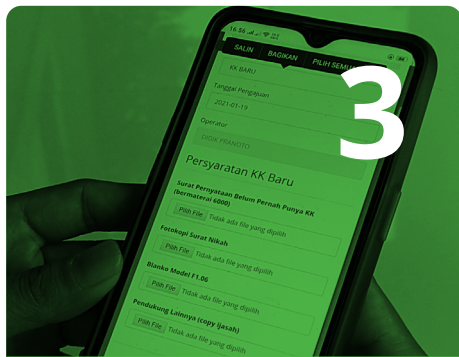 16.56
SALIN BAGIKAN PILIH SEMUA
3
KK BARU
Tanggal Pengajuan
2021-01-19
Operator
DIDIK PRANOTO
Persyaratan KK Baru
Surat Pernyataan Belum Pernah Punya KK
(bermaterai 6000)
Pilih File Tidak ada file yang dipilih
Fotokopi Surat Nikah
Pilih File Tidak ada file yang dipilih
Blanko Model F1.06
Pilih File Tidak ada file yang dipilih
Pendukung Lainnya (copy ijasah)
Pilih File Tidak ada file yang dipilih